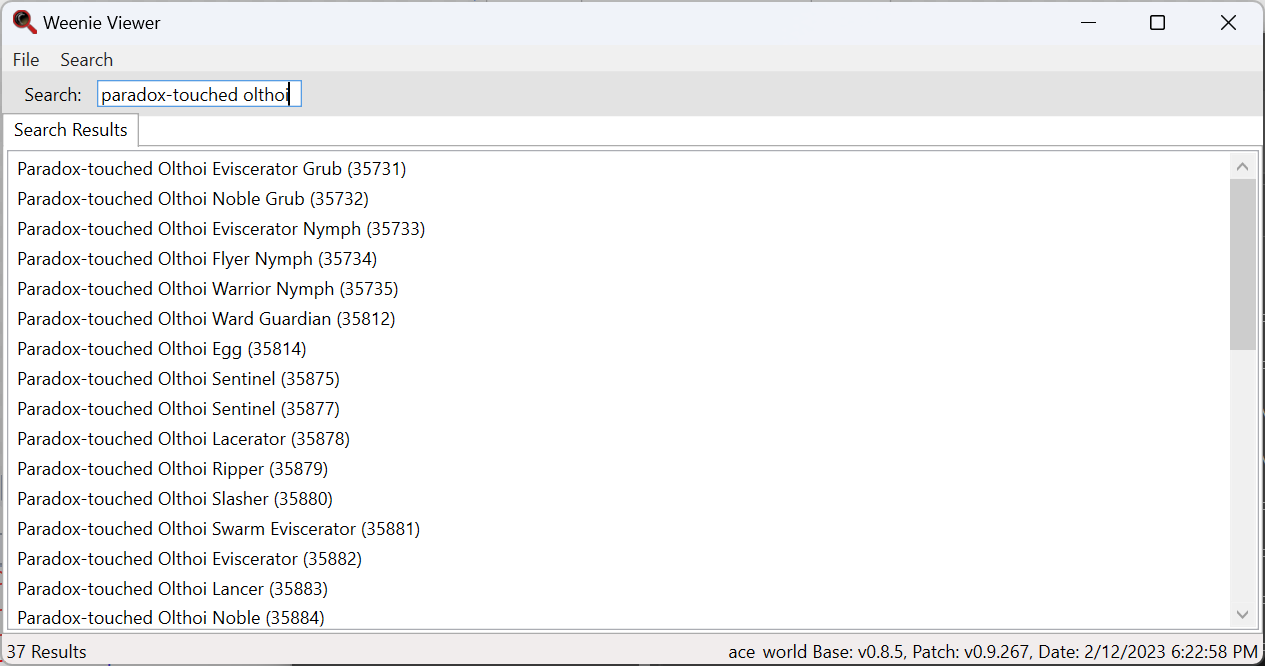 Weenie Viewer
File Search
Search: paradox-touched olthoi
Search Results
Paradox-touched Olthoi Eviscerator Grub (35731)
Paradox-touched Olthoi Noble Grub (35732)
Paradox-touched Olthoi Eviscerator Nymph (35733)
Paradox-touched Olthoi Flyer Nymph (35734)
Paradox-touched Olthoi Warrior Nymph (35735)
Paradox-touched Olthoi Ward Guardian (35812)
Paradox-touched Olthoi Egg (35814)
Paradox-touched Olthoi Sentinel (35875)
Paradox-touched Olthoi Sentinel (35877)
Paradox-touched Olthoi Lacerator (35878)
Paradox-touched Olthoi Ripper (35879)
Paradox-touched Olthoi Slasher (35880)
Paradox-touched Olthoi Swarm Eviscerator (35881)
Paradox-touched Olthoi Eviscerator (35882)
Paradox-touched Olthoi Lancer (35883)
Paradox-touched Olthoi Noble (35884)
37 Results ace world Base: v0.8.5, Patch: v0.9.267, Date: 2/12/2023 6:22:58 PM